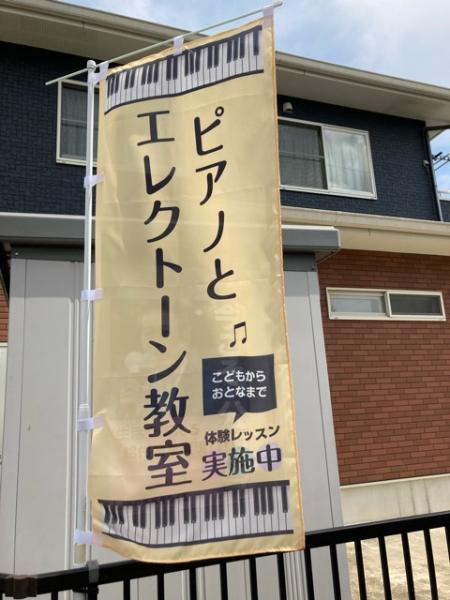 ピアノと♫
エレクトーン教室
こどもから
おとなまで
体験レッスン
実施中